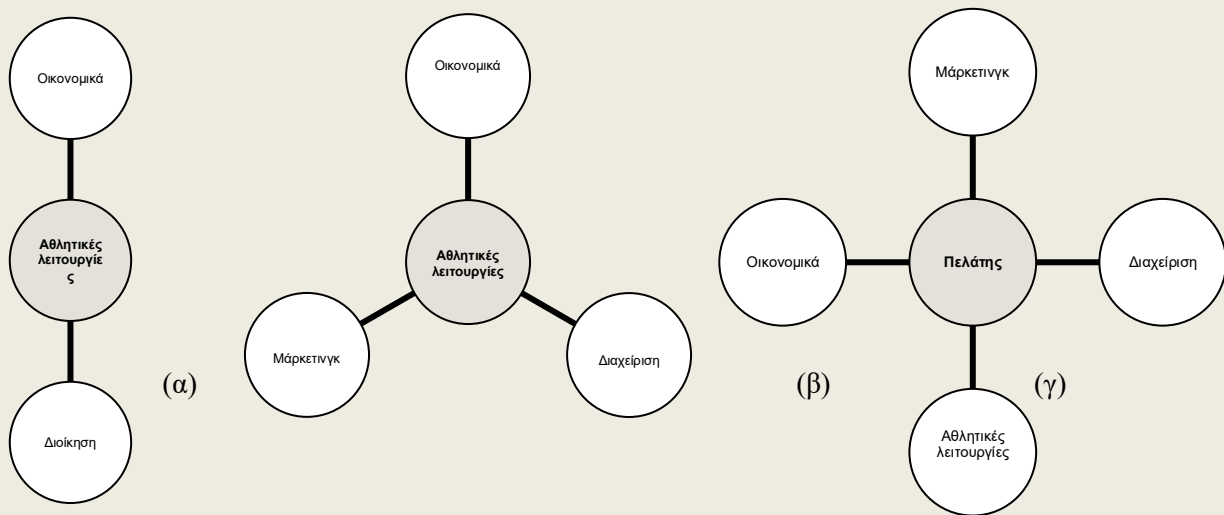 Οικονομικά
Αθλητικές
λειτουργίε
ς
Διοίκηση
(α)
Οικονομικά
Αθλητικές
λειτουργίες
Μάρκετινγκ
Διαχείριση
(β)
Μάρκετινγκ
Οικονομικά
Πελάτης
Διαχείριση
Αθλητικές
λειτουργίες
(γ)